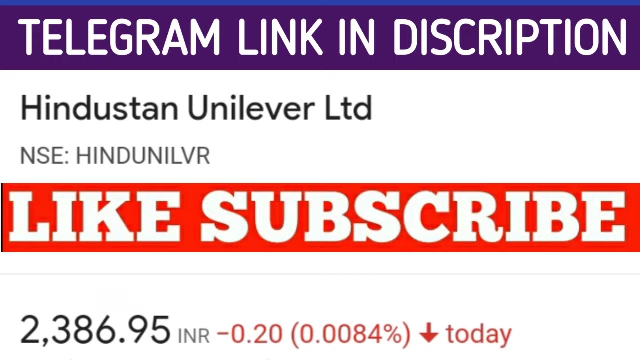 TELEGRAM LINK IN DISCRIPTION
Hindustan Unilever Ltd
NSE: HINDUNILVR
LIKE SUBSCRIBE
2,386.95 INR −0.20 (0.0084%) ↓ today